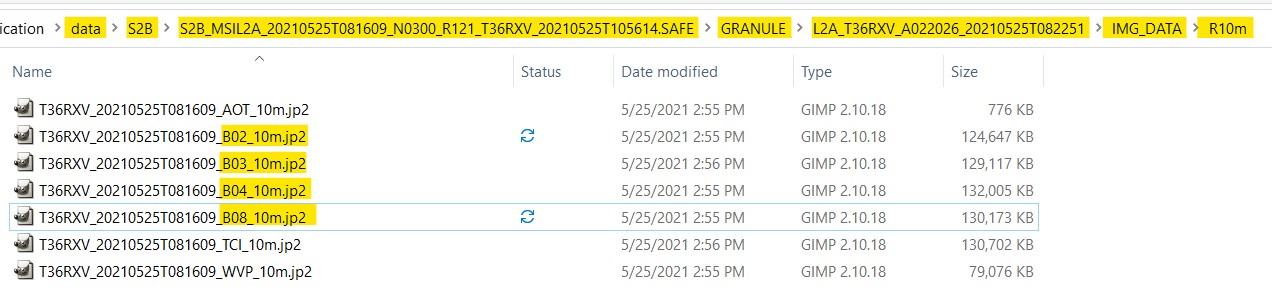 ication > data > S2B > S2B_MSIL2A_20210525T081609_N0300_R121_T36RXV_20210525T105614.SAFE > GRANULE > L2A_T36RXV_A022026_20210525T082251 > IMG_DATA > R10m
Name Status Date modified Type Size
T36RXV_20210525T081609_AOT_10m.jp2 5/25/2021 2:55 PM GIMP 2.10.18 776 KB
T36RXV_20210525T081609_B02_10m.jp2 5/25/2021 2:55 PM GIMP 2.10.18 124,647 KB
T36RXV_20210525T081609_B03_10m.jp2 5/25/2021 2:56 PM GIMP 2.10.18 129,117 KB
T36RXV_20210525T081609_B04_10m.jp2 5/25/2021 2:55 PM GIMP 2.10.18 132,005 KB
T36RXV_20210525T081609_B08_10m.jp2 5/25/2021 2:55 PM GIMP 2.10.18 130,173 KB
T36RXV_20210525T081609_TCI_10m.jp2 5/25/2021 2:56 PM GIMP 2.10.18 130,702 KB
T36RXV_20210525T081609_WVP_10m.jp2 5/25/2021 2:55 PM GIMP 2.10.18 79,076 KB